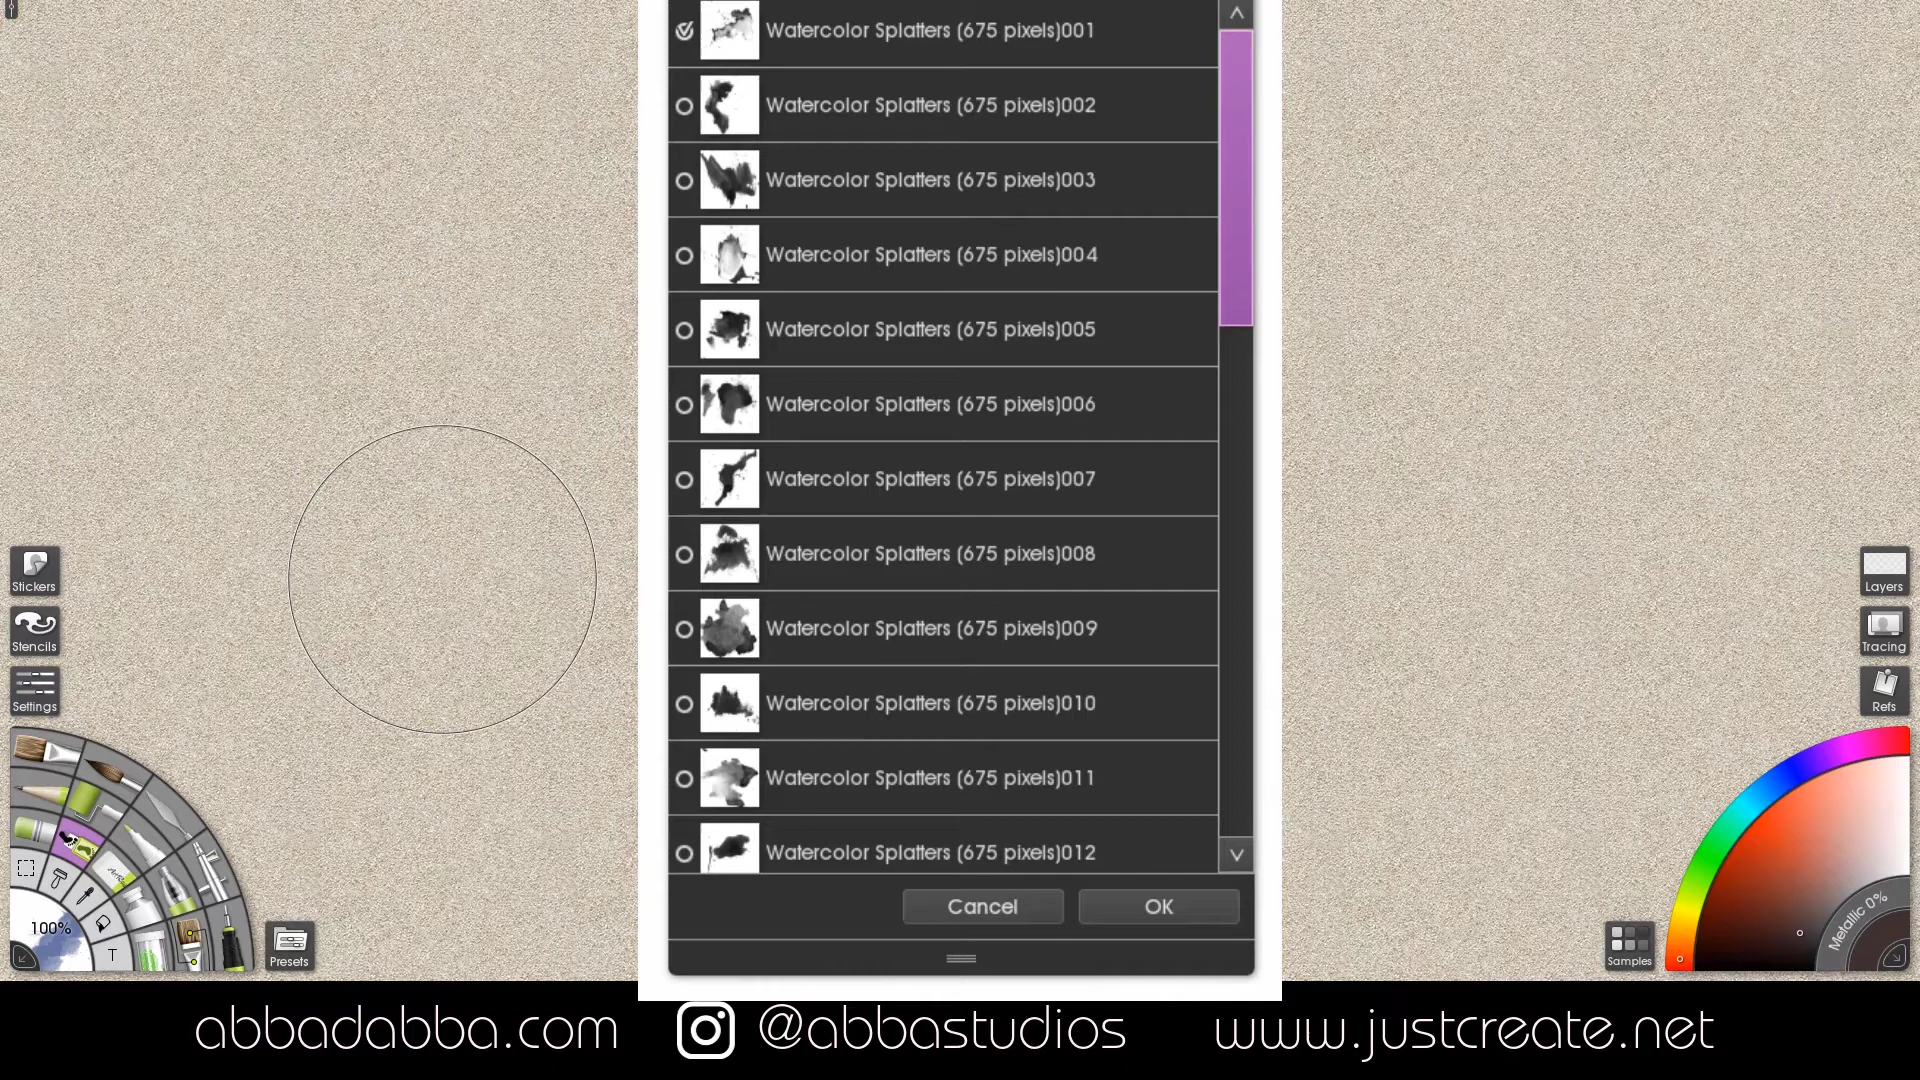 Watercolor Splatters (675 pixels)001
Watercolor Splatters (675 pixels)002
Watercolor Splatters (675 pixels)003
Watercolor Splatters (675 pixels)004
Watercolor Splatters (675 pixels)005
Watercolor Splatters (675 pixels)006
Watercolor Splatters (675 pixels)007
Watercolor Splatters (675 pixels)008
Watercolor Splatters (675 pixels)009
Watercolor Splatters (675 pixels)010
Watercolor Splatters (675 pixels)011
Watercolor Splatters (675 pixels)012
Cancel OK
Stickers
Stencils
Settings
100%
T
Presets
Layers
Tracing
Refs
Metallic 0%
Samples
abbadabba.com @abbastudios www.justcreate.net